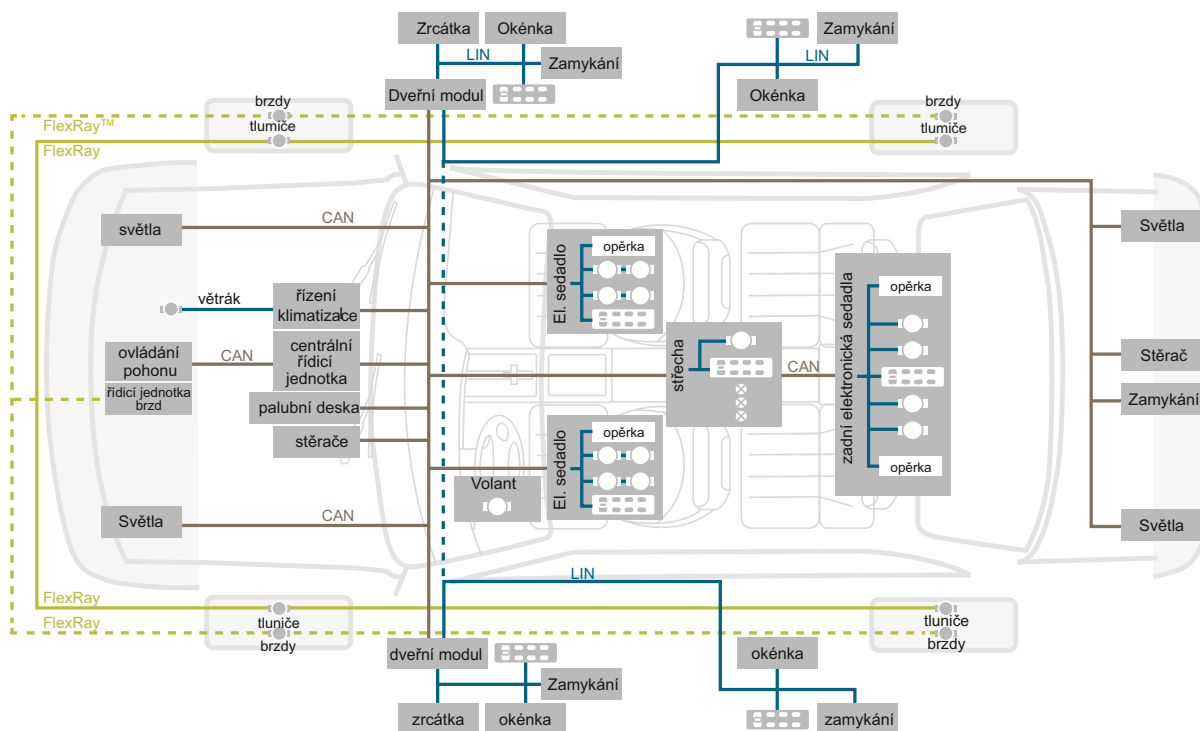 Zrcátka
Okénka
Zamykání
LIN
Zamykání
LIN
Dveřní modul
Okénka
brzdy
tlumiče
FlexRay™
FlexRay
brzdy
tlumiče
světla
CAN
Světla
El. sedadlo
opěrka
zadní elektronická sedadla
opěrka
větrák
řízení
klimatizace
ovládání
pohonu
CAN
centrální
řídicí
jednotka
střecha
CAN
Stěrač
řídicí jednotka
brzd
palubní deska
Zamykání
stěrače
El. sedadlo
opěrka
opěrka
Volant
Světla
CAN
Světla
LIN
FlexRay
FlexRay
tluniče
brzdy
tluniče
brzdy
dveřní modul
okénka
Zamykání
zrcátka
okénka
zamykání